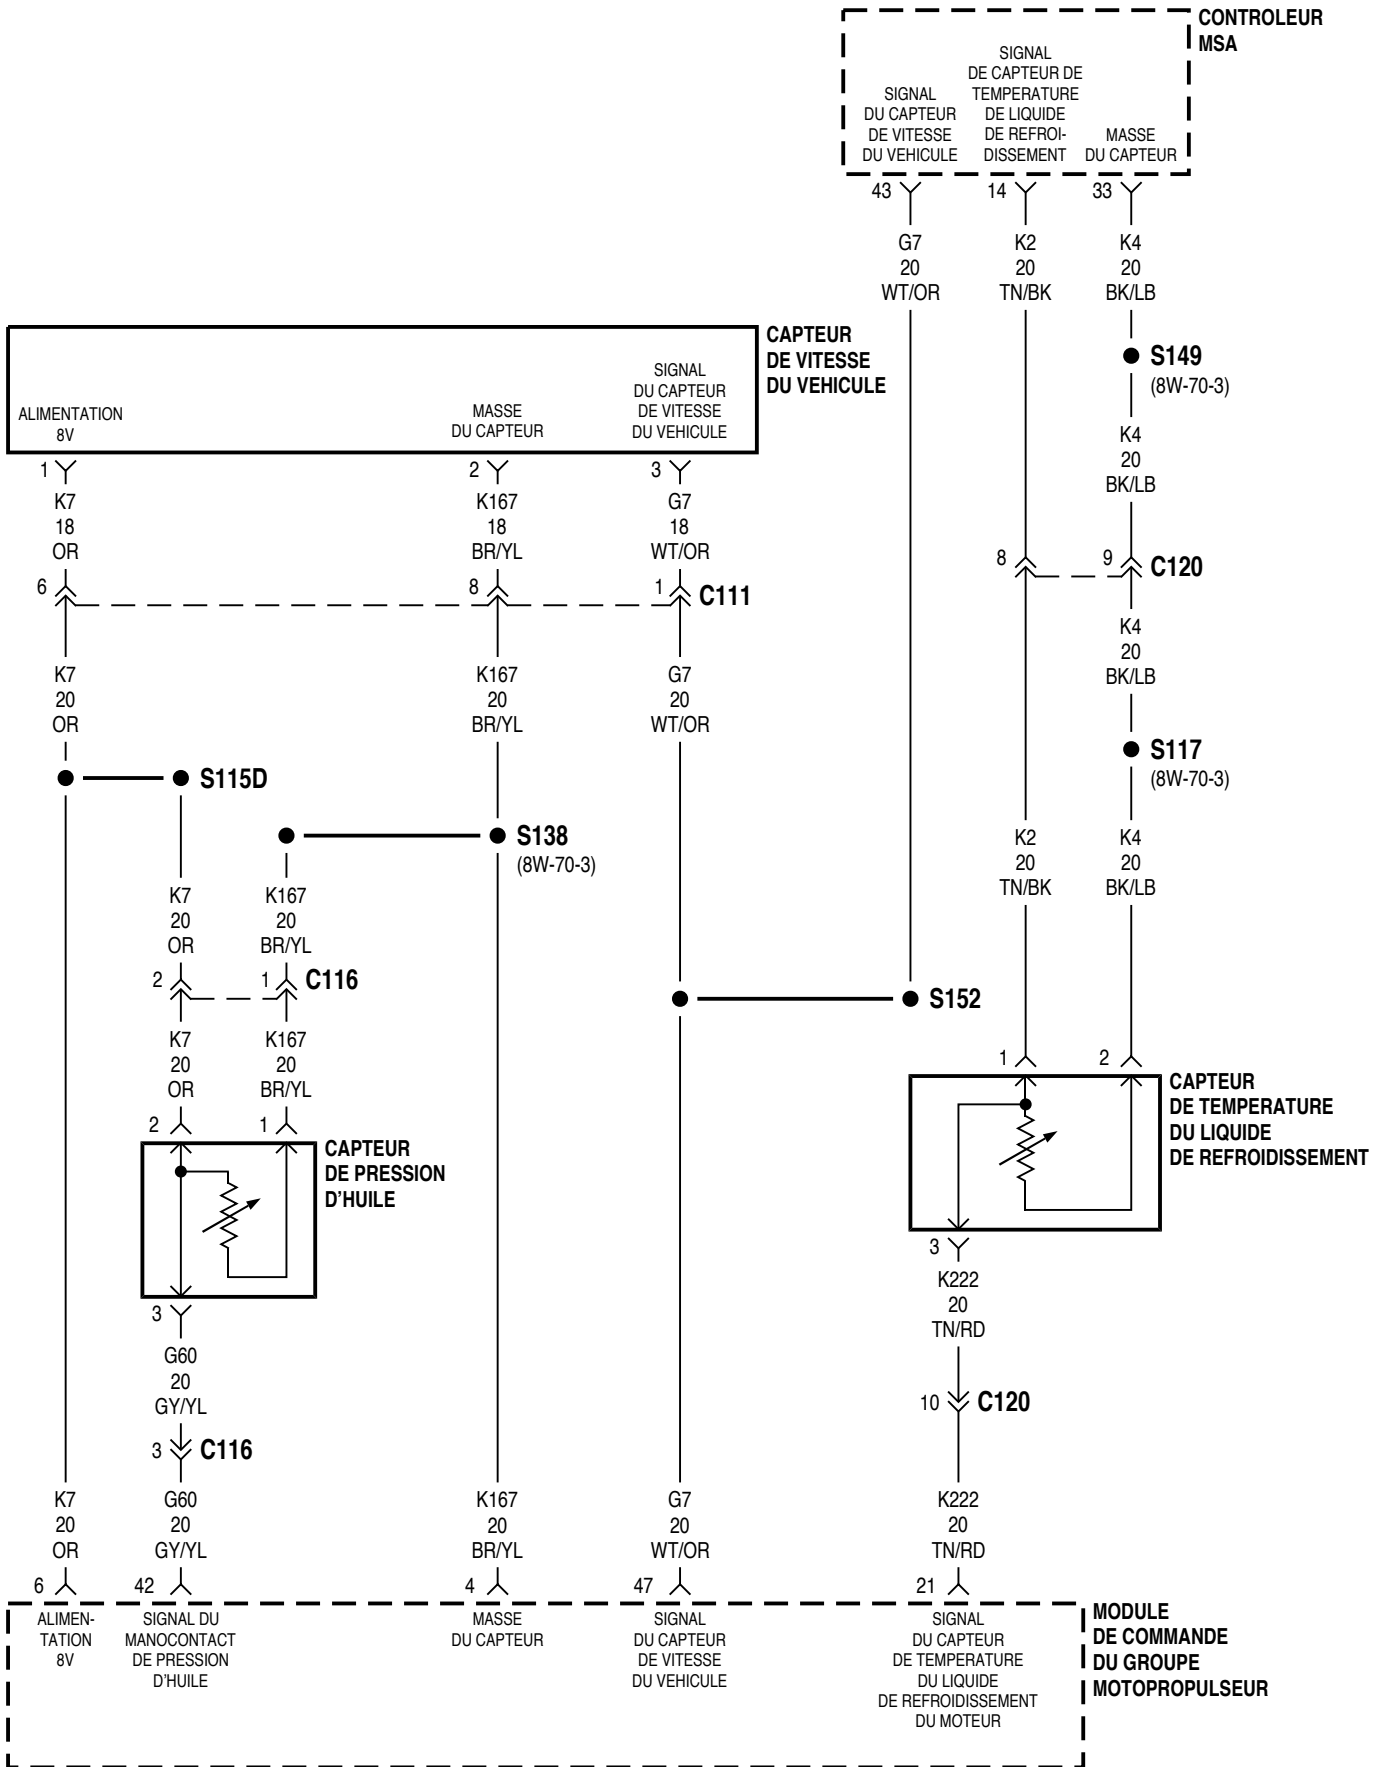 CONTROLEUR
MSA
SIGNAL
DU CAPTEUR
DE VITESSE
DU VEHICULE
SIGNAL
DE CAPTEUR DE
TEMPERATURE
DE LIQUIDE
DE REFROI-
DISSEMENT
MASSE
DU CAPTEUR
43
14
33
G7
20
WT/OR
K2
20
TN/BK
K4
20
BK/LB
S149
(8W-70-3)
K4
20
BK/LB
CAPTEUR
DE VITESSE
DU VEHICULE
ALIMENTATION
8V
MASSE
DU CAPTEUR
SIGNAL
DU CAPTEUR
DE VITESSE
DU VEHICULE
1
2
3
K7
18
OR
K167
18
BR/YL
G7
18
WT/OR
6
8
1
C111
8
9
C120
K4
20
BK/LB
K7
20
OR
K167
20
BR/YL
G7
20
WT/OR
S117
(8W-70-3)
S115D
S138
(8W-70-3)
K2
20
TN/BK
K4
20
BK/LB
K7
20
OR
K167
20
BR/YL
2
1
C116
S152
K7
20
OR
K167
20
BR/YL
2
1
1
2
CAPTEUR
DE TEMPERATURE
DU LIQUIDE
DE REFROIDISSEMENT
CAPTEUR
DE PRESSION
D'HUILE
3
K222
20
TN/RD
3
G60
20
GY/YL
10
C120
3
C116
K7
20
OR
G60
20
GY/YL
K167
20
BR/YL
G7
20
WT/OR
K222
20
TN/RD
6
42
4
47
21
ALIMEN-
TATION
8V
SIGNAL DU
MANOCONTACT
DE PRESSION
D'HUILE
MASSE
DU CAPTEUR
SIGNAL
DU CAPTEUR
DE VITESSE
DU VEHICULE
SIGNAL
DU CAPTEUR
DE TEMPERATURE
DU LIQUIDE
DE REFROIDISSEMENT
DU MOTEUR
MODULE
DE COMMANDE
DU GROUPE
MOTOPROPULSEUR